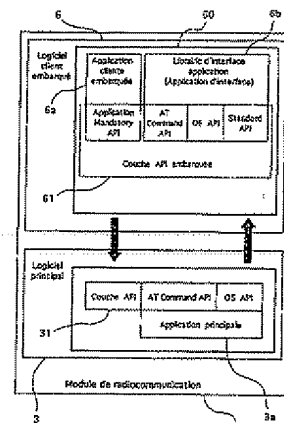 6
60
6b
Logiciel
client
embarqué
Application
cliente
embarquée
Librairie d'interface
application
(Application d'interface)
6a
Application
Mandatory
API
AT
Command
API
OS API
Standard
API
Couche API embarquée
61
Logiciel
principal
Couche API
AT Command API
OS API
31
Application principale
Module de radiocommunication
3
3a